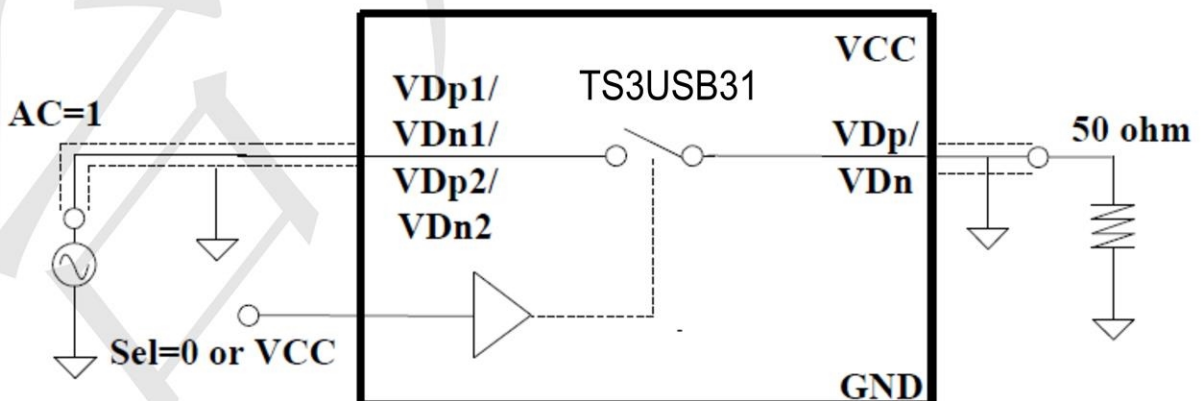 VCC
TS3USB31
AC=1
VDp1/
VDn1/
VDp2/
VDn2
VDp/
VDn
50 ohm
Sel=0 or VCC
GND